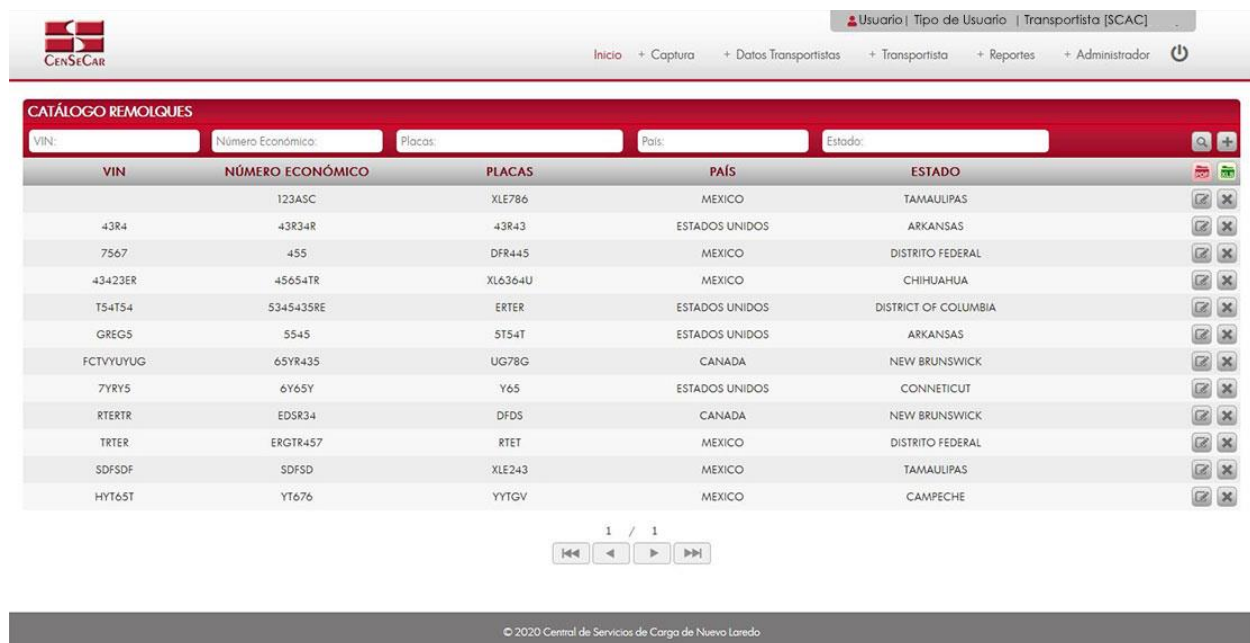 Usuario | Tipo de Usuario | Transportista [SCAC]
CENSECAR
Inicio + Captura + Datos Transportistas + Transportista + Reportes + Administrador
CATÁLOGO REMOLQUES
VIN: Número Económico: Placas: País: Estado:
VIN NÚMERO ECONÓMICO PLACAS PAÍS ESTADO PDF
123ASC XLE786 MEXICO TAMAULIPAS
43R4 43R34R 43R43 ESTADOS UNIDOS ARKANSAS
7567 455 DFR445 MEXICO DISTRITO FEDERAL
43423ER 45654TR XL6364U MEXICO CHIHUAHUA
T54T54 5345435RE ERTER ESTADOS UNIDOS DISTRICT OF COLUMBIA
GREG5 5545 5T54T ESTADOS UNIDOS ARKANSAS
FCTVYUYUG 65YR435 UG78G CANADA NEW BRUNSWICK
7YRY5 6Y65Y Y65 ESTADOS UNIDOS CONNETICUT
RTERTR EDSR34 DFDS CANADA NEW BRUNSWICK
TRTER ERGTR457 RTET MEXICO DISTRITO FEDERAL
SDFSDF SDFSD XLE243 MEXICO TAMAULIPAS
HYT65T YT676 YYTGV MEXICO CAMPECHE
1 / 1
© 2020 Central de Servicios de Carga de Nuevo Laredo